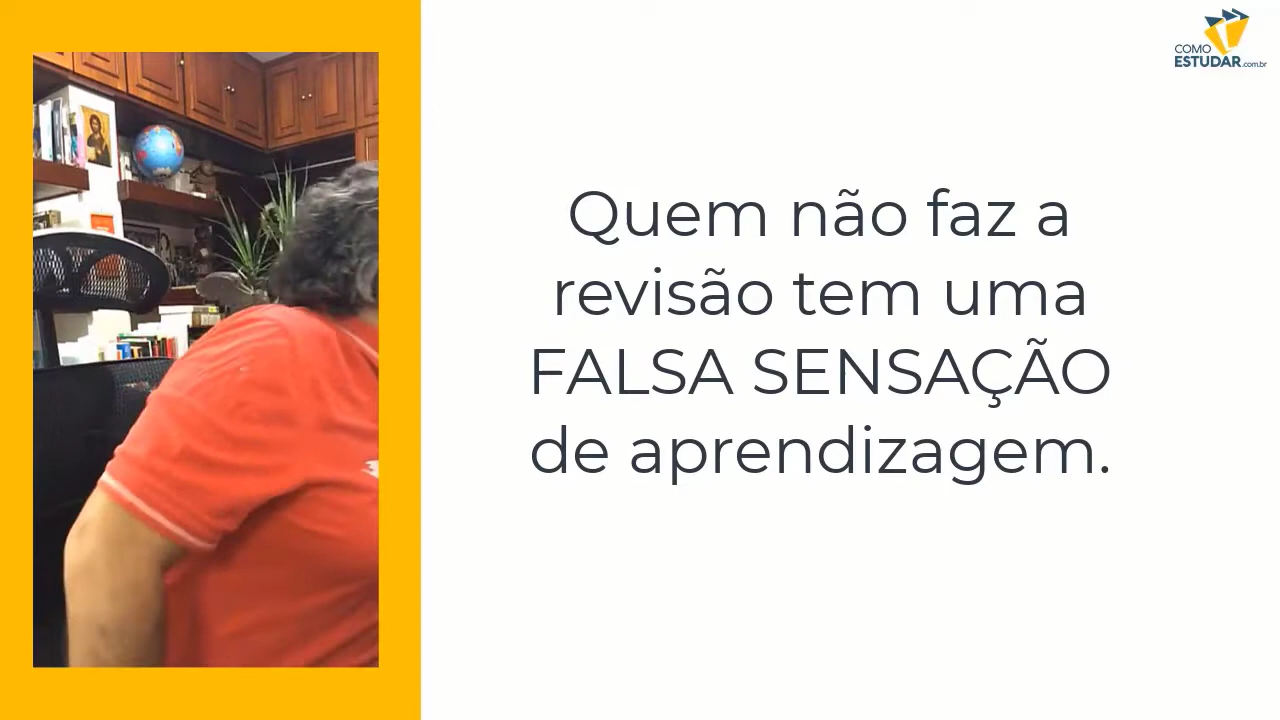 COMO
ESTUDAR.com.br
Quem não faz a
revisão tem uma
FALSA SENSAÇÃO
de aprendizagem.